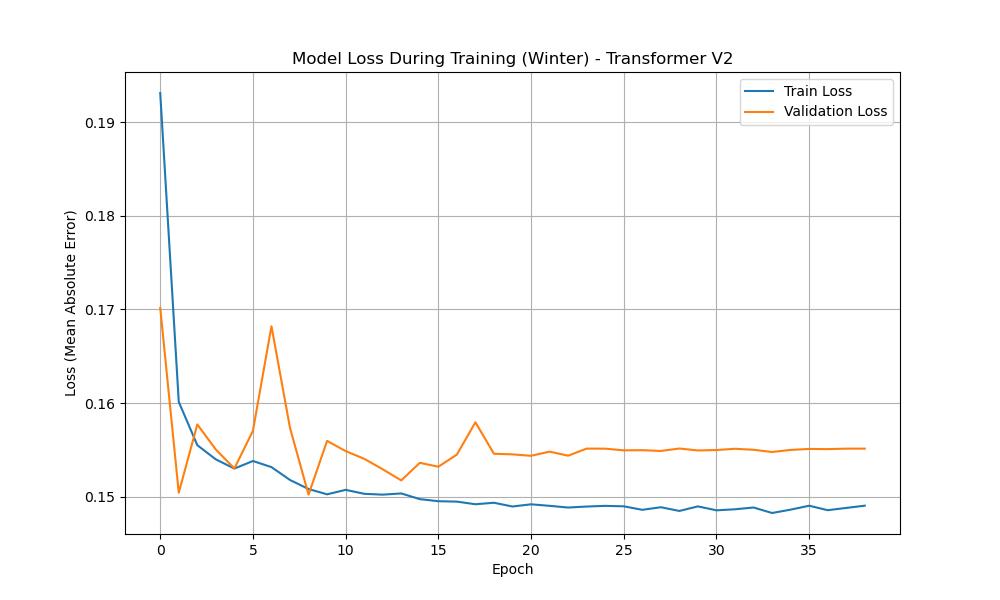 Model Loss During Training (Winter) - Transformer V2
Train Loss
Validation Loss
Loss (Mean Absolute Error)
0.19
0.18
0.17
0.16
0.15
0 5 10 15 20 25 30 35
Epoch